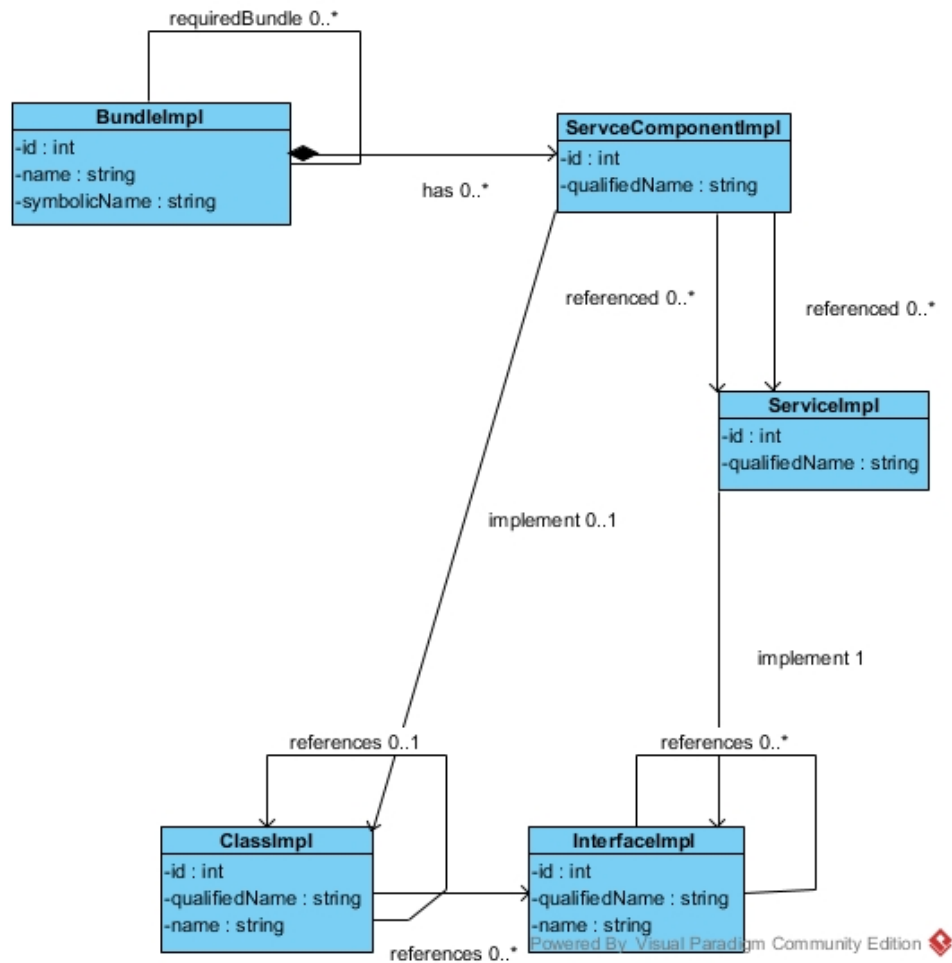 requiredBundle 0..*
BundleImpl
-id : int
-name : string
-symbolicName : string
has 0..*
ServceComponentImpl
-id : int
-qualifiedName : string
referenced 0..*
referenced 0..*
ServiceImpl
-id : int
-qualifiedName : string
implement 0..1
implement 1
references 0..1
references 0..*
ClassImpl
-id : int
-qualifiedName : string
-name : string
references 0..*
InterfaceImpl
-id : int
-qualifiedName : string
-name : string
Powered By Visual Paradigm Community Edition